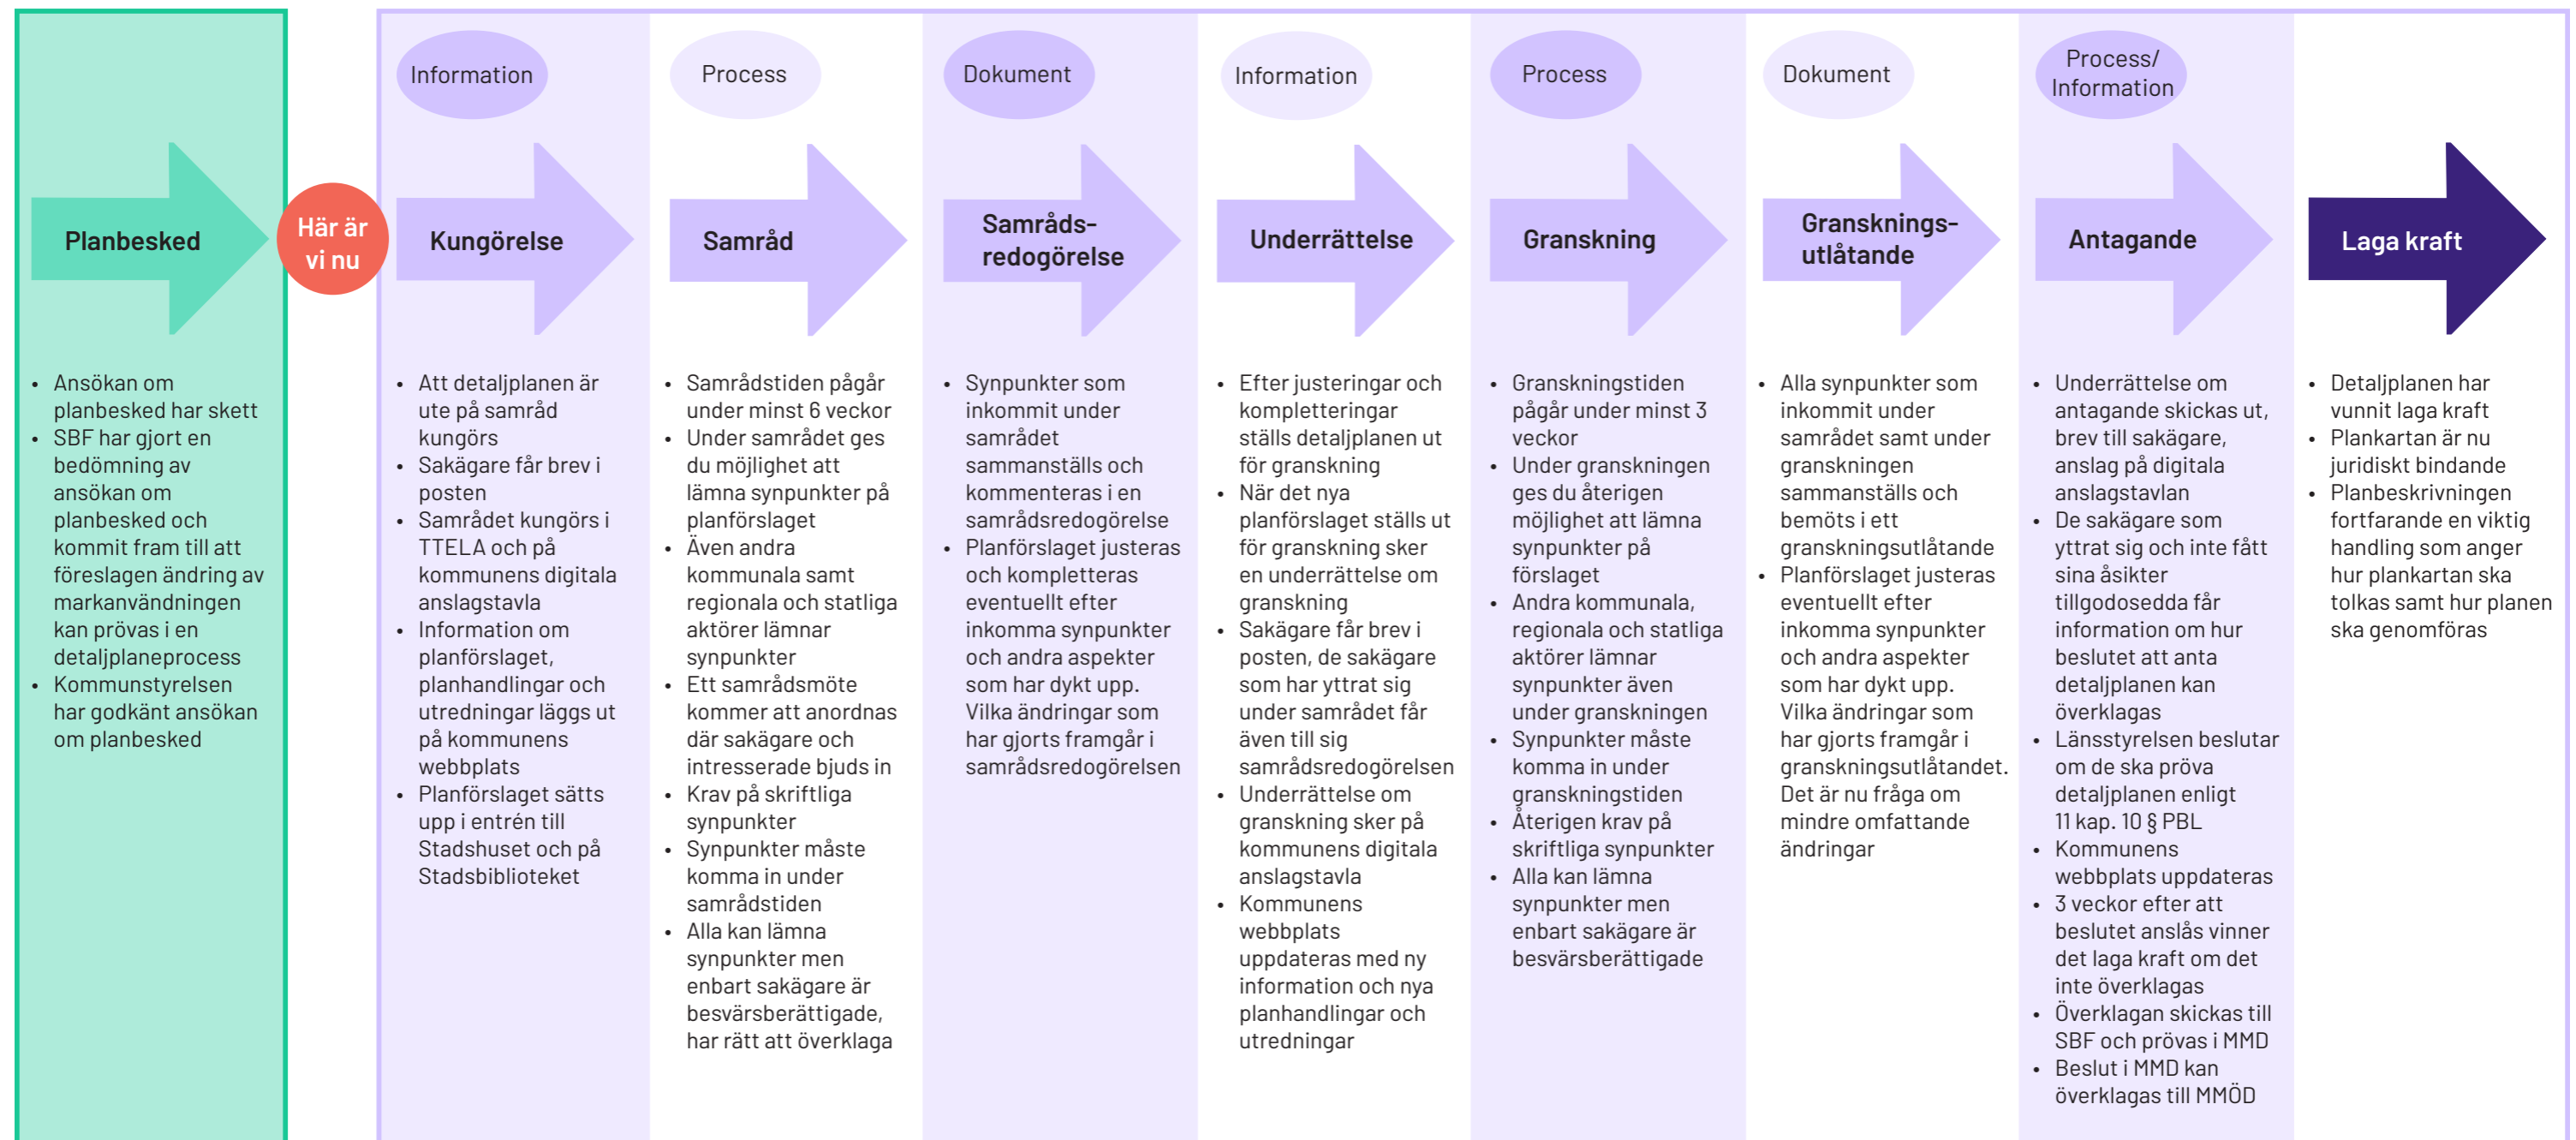 Planbesked
• Ansökan om
planbesked har skett
• SBF har gjort en
bedömning av
ansökan om
planbesked och
kommit fram till att
föreslagen ändring av
markanvändningen
kan prövas i en
detaljplaneprocess
• Kommunstyrelsen
har godkänt ansökan
om planbesked
Här är
vi nu
Information
Kungörelse
• Att detaljplanen är
ute på samråd
kungörs
• Sakägare får brev i
posten
• Samrådet kungörs i
TTELA och på
kommunens digitala
anslagstavla
• Information om
planförslaget,
planhandlingar och
utredningar läggs ut
på kommunens
webbplats
• Planförslaget sätts
upp i entrén till
Stadshuset och på
Stadsbiblioteket
Process
Samråd
• Samrådstiden pågår
under minst 6 veckor
• Under samrådet ges
du möjlighet att
lämna synpunkter på
planförslaget
• Även andra
kommunala samt
regionala och statliga
aktörer lämnar
synpunkter
• Ett samrådsmöte
kommer att anordnas
där sakägare och
intresserade bjuds in
• Krav på skriftliga
synpunkter
• Synpunkter måste
komma in under
samrådstiden
• Alla kan lämna
synpunkter men
enbart sakägare är
besvärsberättigade,
har rätt att överklaga
Dokument
Samråds-
redogörelse
• Synpunkter som
inkommit under
samrådet
sammanställs och
kommenteras i en
samrådsredogörelse
• Planförslaget justeras
och kompletteras
eventuellt efter
inkomma synpunkter
och andra aspekter
som har dykt upp.
Vilka ändringar som
har gjorts framgår i
samrådsredogörelsen
Information
Underrättelse
• Efter justeringar och
kompletteringar
ställs detaljplanen ut
för granskning
• När det nya
planförslaget ställs ut
för granskning sker
en underrättelse om
granskning
• Sakägare får brev i
posten, de sakägare
som har yttrat sig
under samrådet får
även till sig
samrådsredogörelsen
• Underrättelse om
granskning sker på
kommunens digitala
anslagstavla
• Kommunens
webbplats
uppdateras med ny
information och nya
planhandlingar och
utredningar
Process
Granskning
• Granskningstiden
pågår under minst 3
veckor
• Under granskningen
ges du återigen
möjlighet att lämna
synpunkter på
förslaget
• Andra kommunala,
regionala och statliga
aktörer lämnar
synpunkter även
under granskningen
• Synpunkter måste
komma in under
granskningstiden
• Återigen krav på
skriftliga synpunkter
• Alla kan lämna
synpunkter men
enbart sakägare är
besvärsberättigade
Dokument
Gransknings-
utlåtande
• Alla synpunkter som
inkommit under
samrådet samt under
granskningen
sammanställs och
bemöts i ett
granskningsutlåtande
• Planförslaget justeras
eventuellt efter
inkomma synpunkter
och andra aspekter
som har dykt upp.
Vilka ändringar som
har gjorts framgår i
granskningsutlåtandet.
Det är nu fråga om
mindre omfattande
ändringar
Process/
Information
Antagande
• Underrättelse om
antagande skickas ut,
brev till sakägare,
anslag på digitala
anslagstavlan
• De sakägare som
yttrat sig och inte fått
sina åsikter
tillgodosedda får
information om hur
beslutet att anta
detaljplanen kan
överklagas
• Länsstyrelsen beslutar
om de ska pröva
detaljplanen enligt
11 kap. 10 § PBL
• Kommunens
webbplats uppdateras
• 3 veckor efter att
beslutet anslås vinner
det laga kraft om det
inte överklagas
• Överklagan skickas till
SBF och prövas i MMD
• Beslut i MMD kan
överklagas till MMÖD
Laga kraft
• Detaljplanen har
vunnit laga kraft
• Plankartan är nu
juridiskt bindande
• Planbeskrivningen
fortfarande en viktig
handling som anger
hur plankartan ska
tolkas samt hur planen
ska genomföras